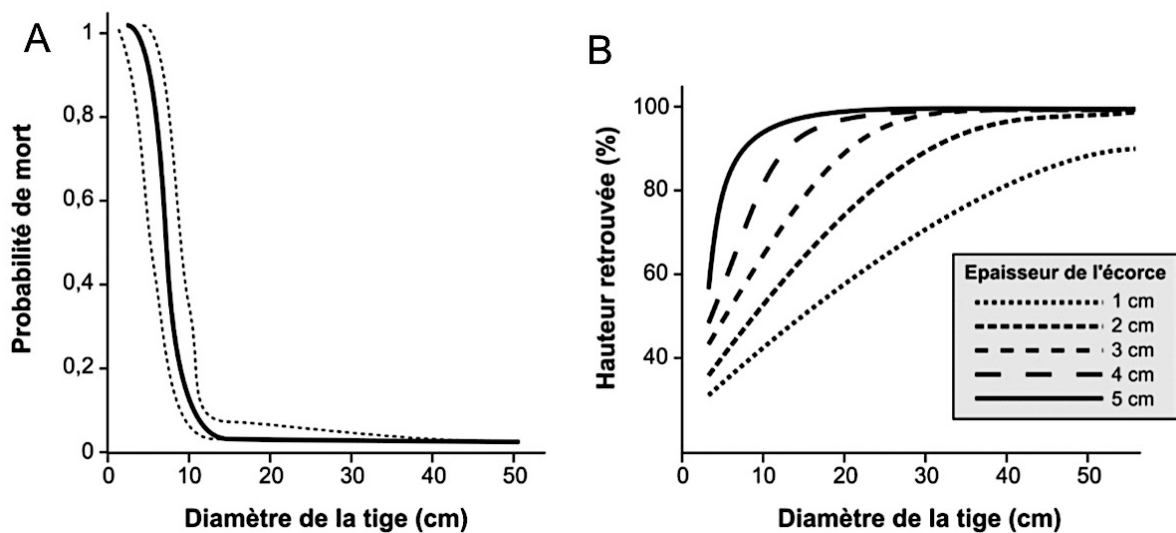 A
Probabilité de mort
1
0,8
0,6
0,4
0,2
0
0 10 20 30 40 50
Diamètre de la tige (cm)
B
Hauteur retrouvée (%)
100
80
60
40
0 10 20 30 40 50
Diamètre de la tige (cm)
Epaisseur de l'écorce
1 cm
2 cm
3 cm
4 cm
5 cm